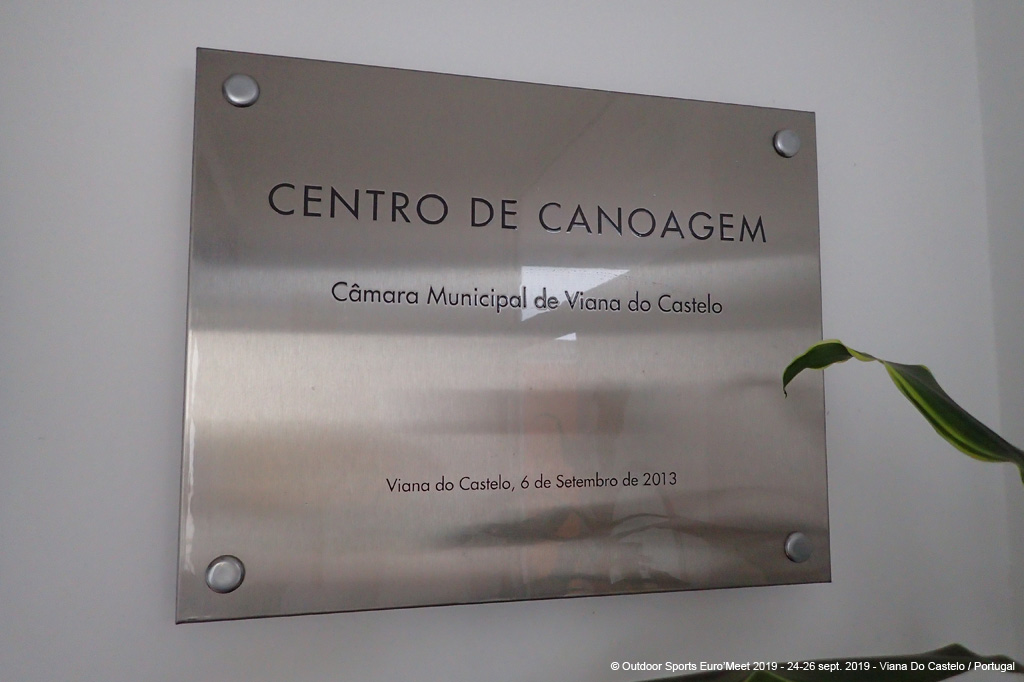 CENTRO DE CANOAGEM
Câmara Municipal de Viana do Castelo
Viana do Castelo, 6 de Setembro de 2013
© Outdoor Sports Euro'Meet 2019 - 24-26 sept. 2019 - Viana Do Castelo / Portugal